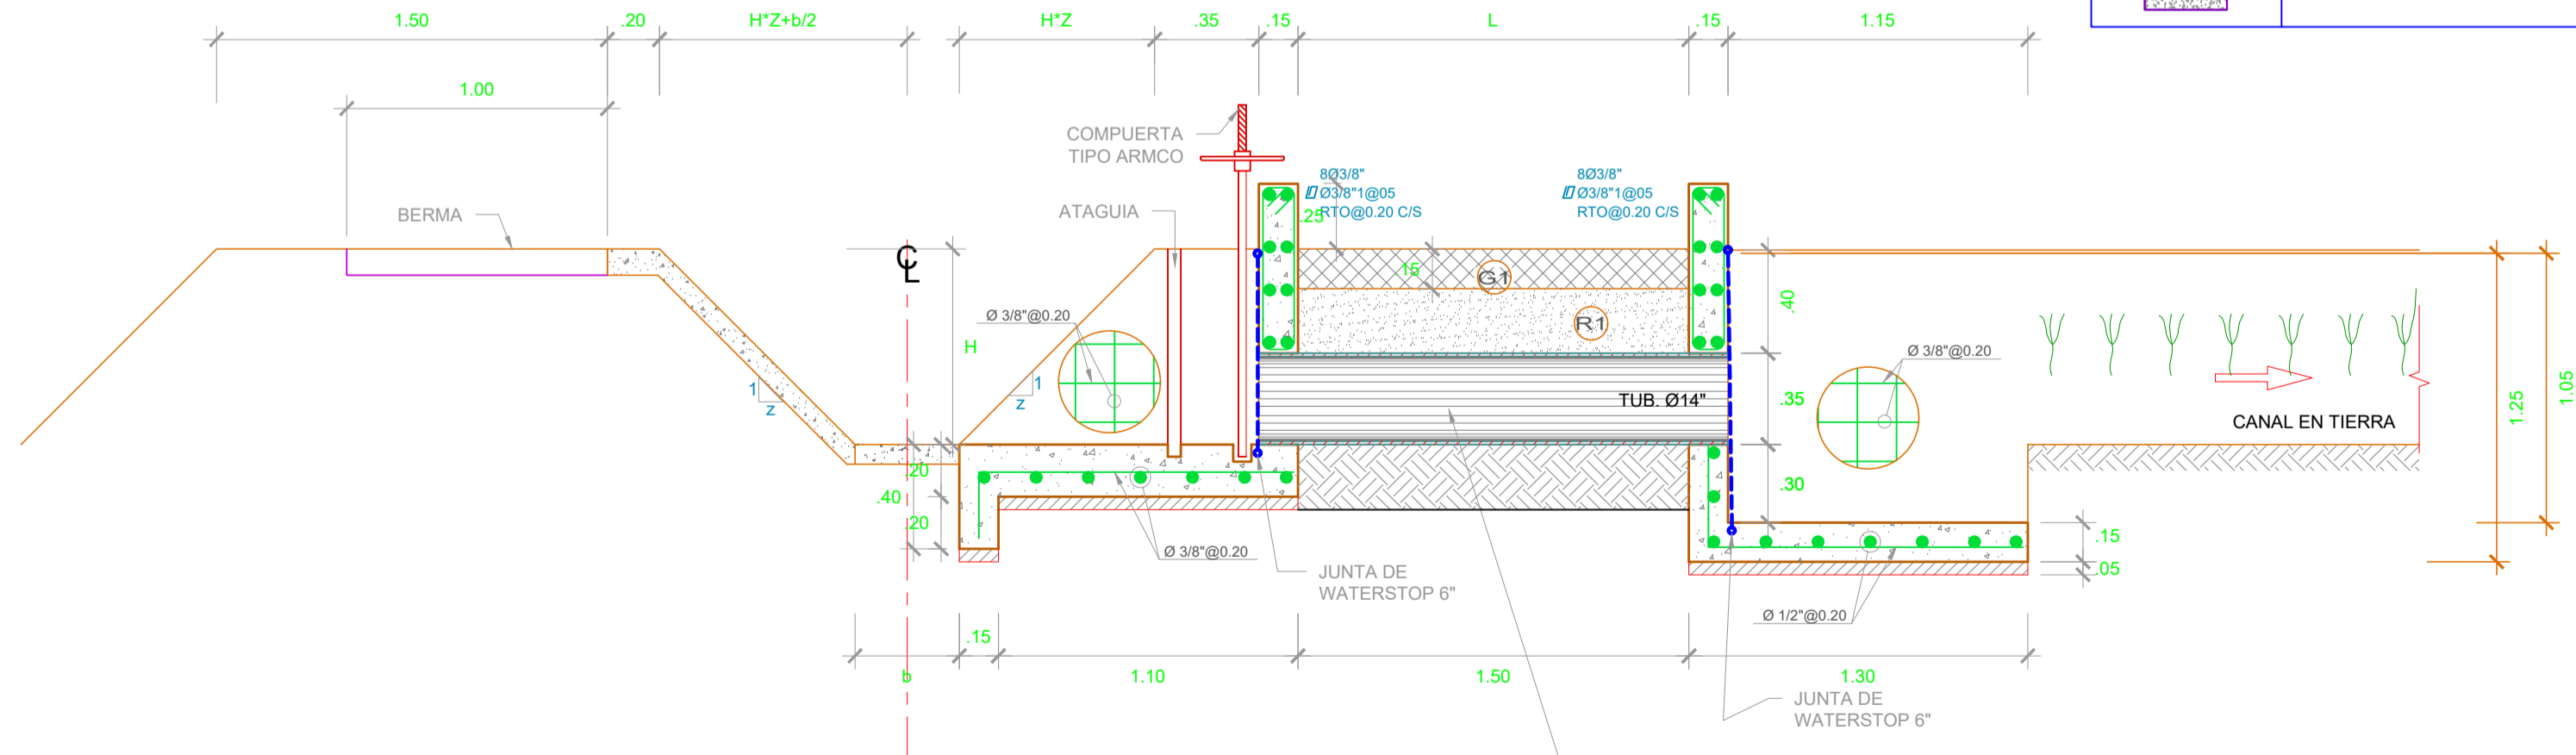 1.50
.20
H*Z+b/2
H*Z
.35
.15
L
.15
1.15
1.00
COMPUERTA
TIPO ARMCO
BERMA
ATAGUIA
8Ø3/8"
Ø3/8"1@05
RTO@0.20 C/S
.25
8Ø3/8"
Ø3/8"1@05
RTO@0.20 C/S
℄
.15
G1
R1
Ø 3/8"@0.20
H
1
z
1
z
.40
Ø 3/8"@0.20
TUB. Ø14"
.35
CANAL EN TIERRA
1.25
1.05
.20
.40
.20
.30
Ø 3/8"@0.20
.15
.05
JUNTA DE
WATERSTOP 6"
Ø 1/2"@0.20
.15
b
1.10
1.50
1.30
JUNTA DE
WATERSTOP 6"